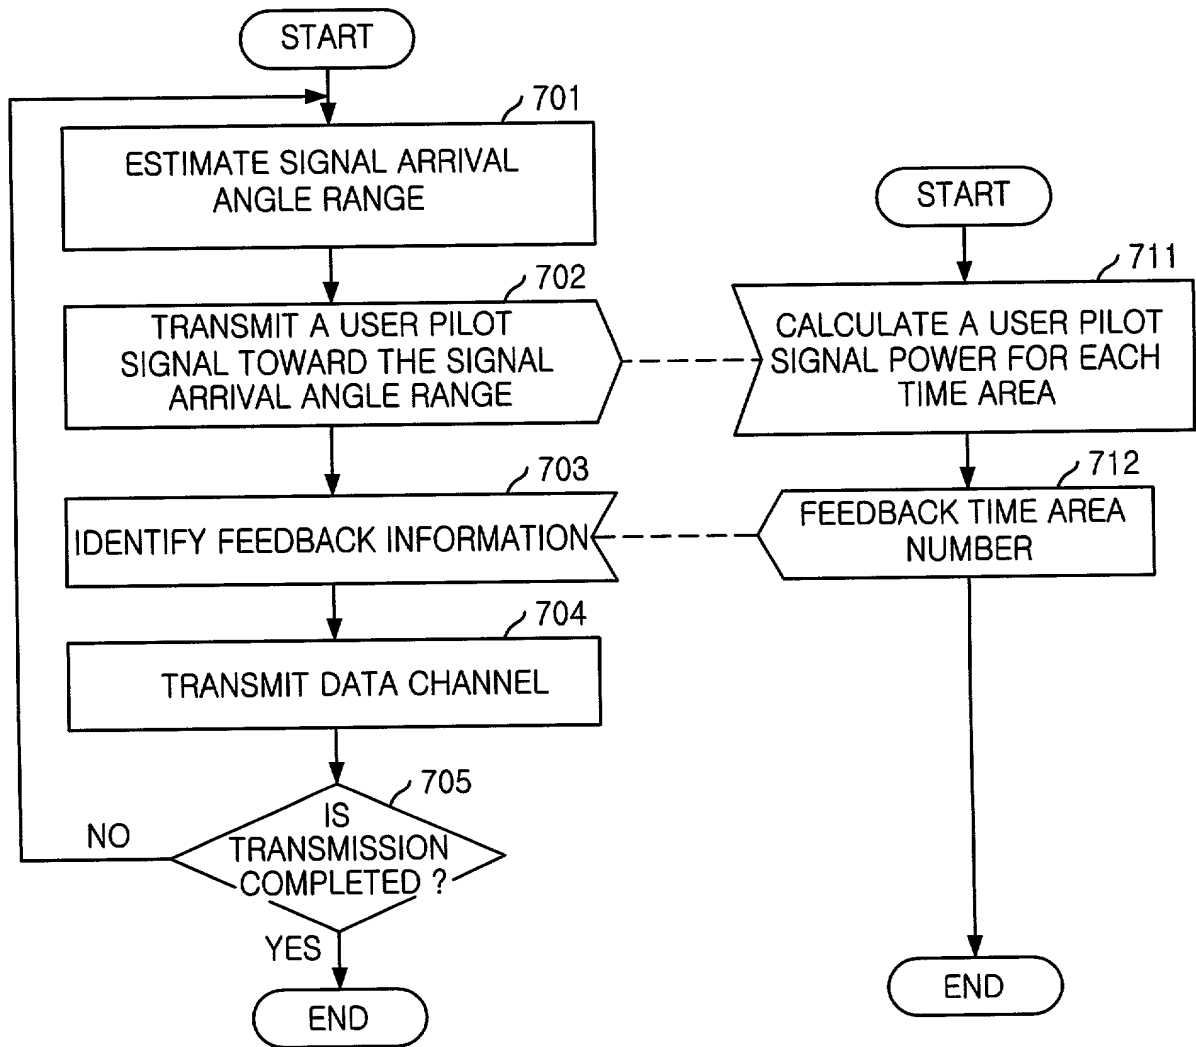 START
701
ESTIMATE SIGNAL ARRIVAL
ANGLE RANGE
702
TRANSMIT A USER PILOT
SIGNAL TOWARD THE SIGNAL
ARRIVAL ANGLE RANGE
703
IDENTIFY FEEDBACK INFORMATION
704
TRANSMIT DATA CHANNEL
705
IS
TRANSMISSION
COMPLETED ?
NO
YES
END
START
711
CALCULATE A USER PILOT
SIGNAL POWER FOR EACH
TIME AREA
712
FEEDBACK TIME AREA
NUMBER
END